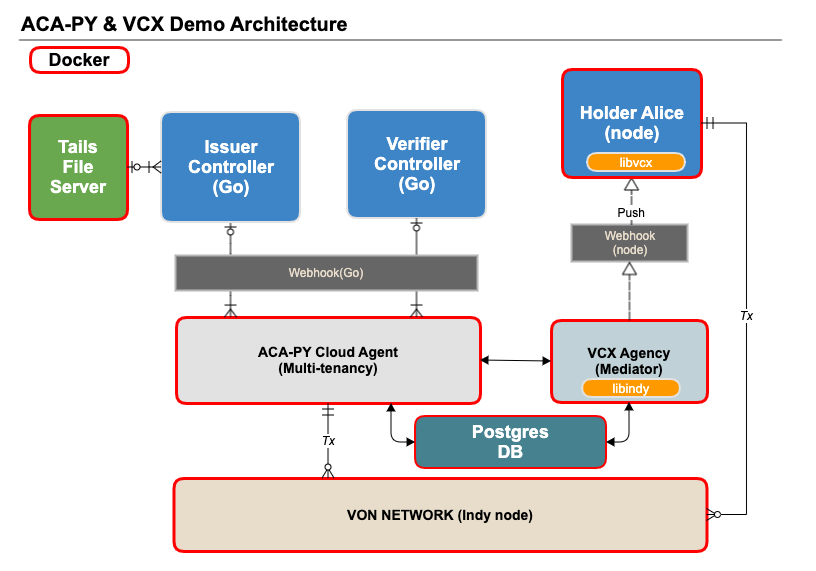 ACA-PY & VCX Demo Architecture
Docker
Tails
File
Server
Issuer
Controller
(Go)
Verifier
Controller
(Go)
Holder Alice
(node)
libvcx
Push
Webhook
(node)
Webhook(Go)
Tx
ACA-PY Cloud Agent
(Multi-tenancy)
VCX Agency
(Mediator)
libindy
Postgres
DB
Tx
VON NETWORK (Indy node)